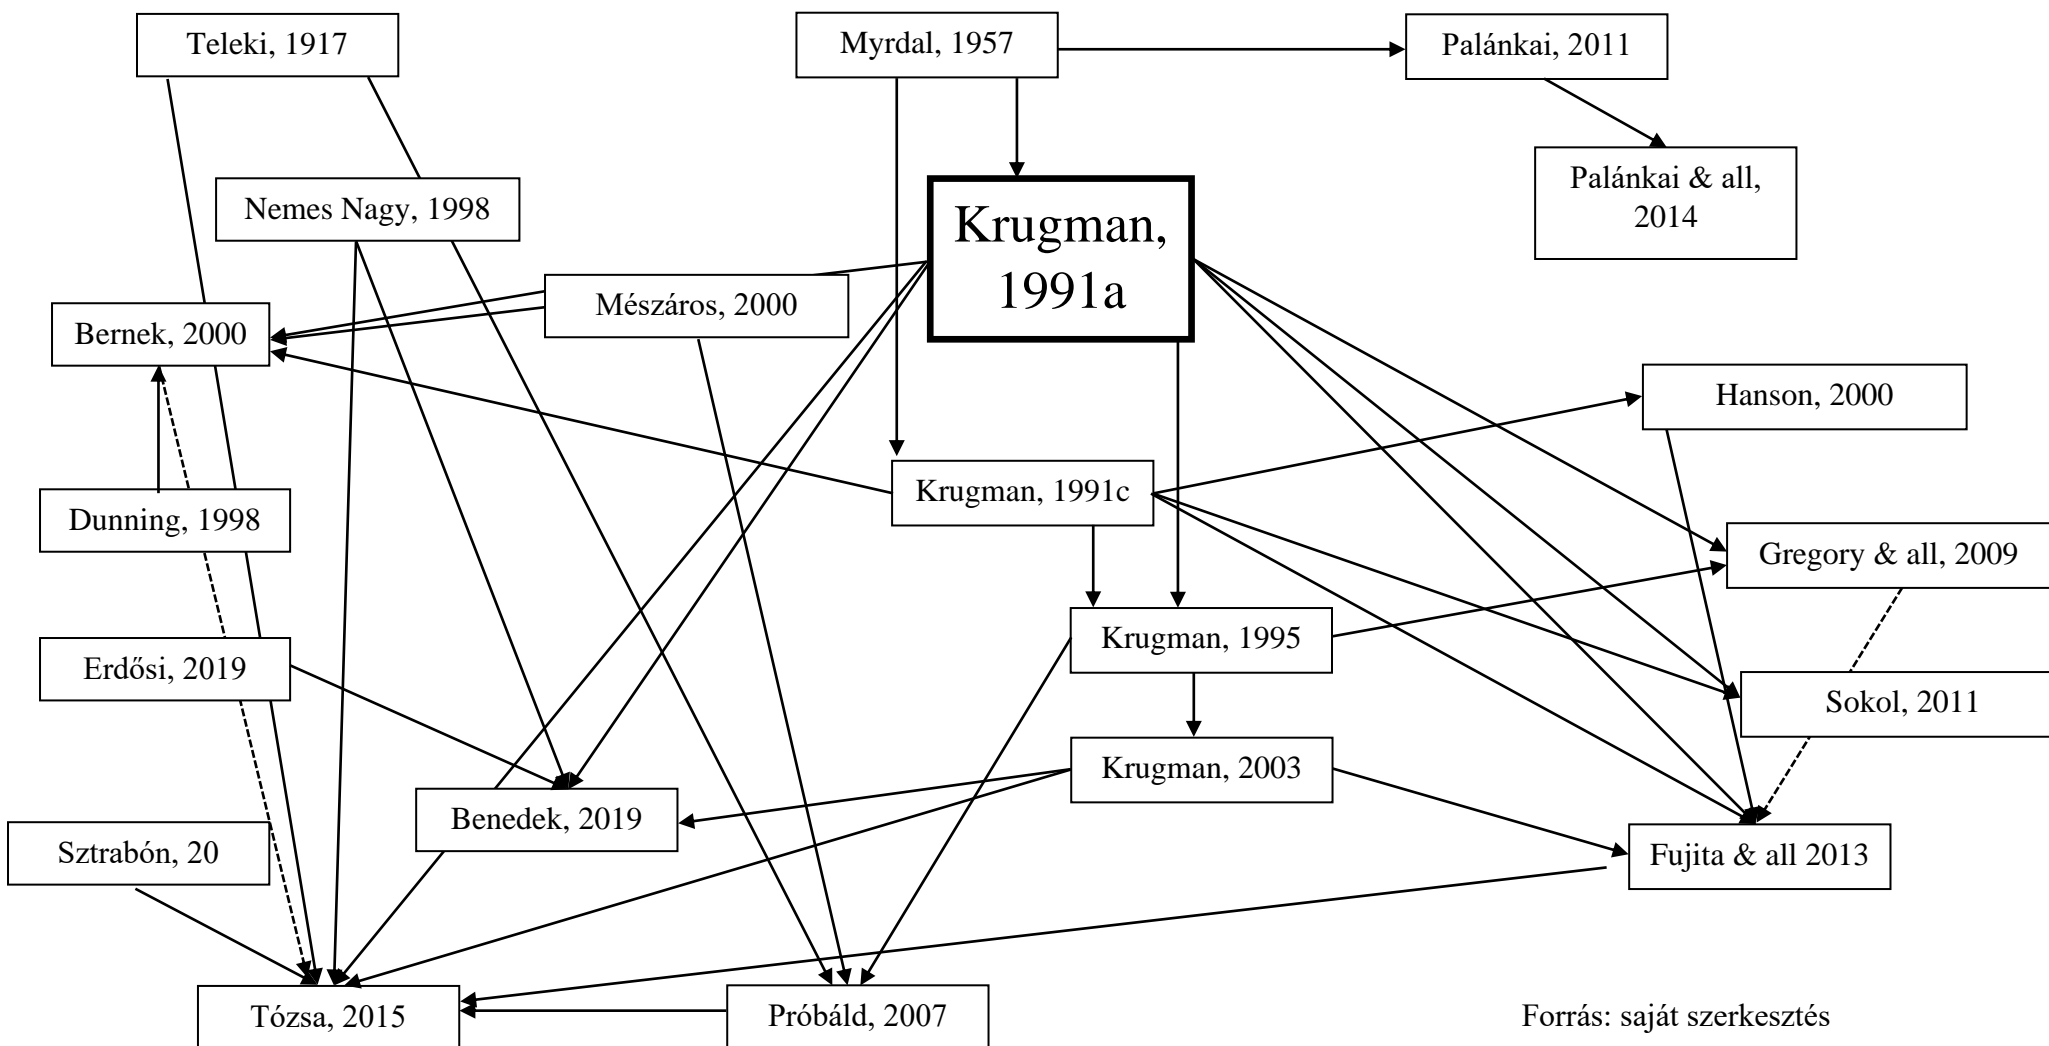 Teleki, 1917
Myrdal, 1957
Palánkai, 2011
Palánkai & all,
2014
Nemes Nagy, 1998
Krugman,
1991a
Mészáros, 2000
Bernek, 2000
Hanson, 2000
Krugman, 1991c
Dunning, 1998
Gregory & all, 2009
Krugman, 1995
Erdősi, 2019
Sokol, 2011
Krugman, 2003
Benedek, 2019
Sztrabón, 20
Fujita & all 2013
Tózsa, 2015
Próbáld, 2007
Forrás: saját szerkesztés